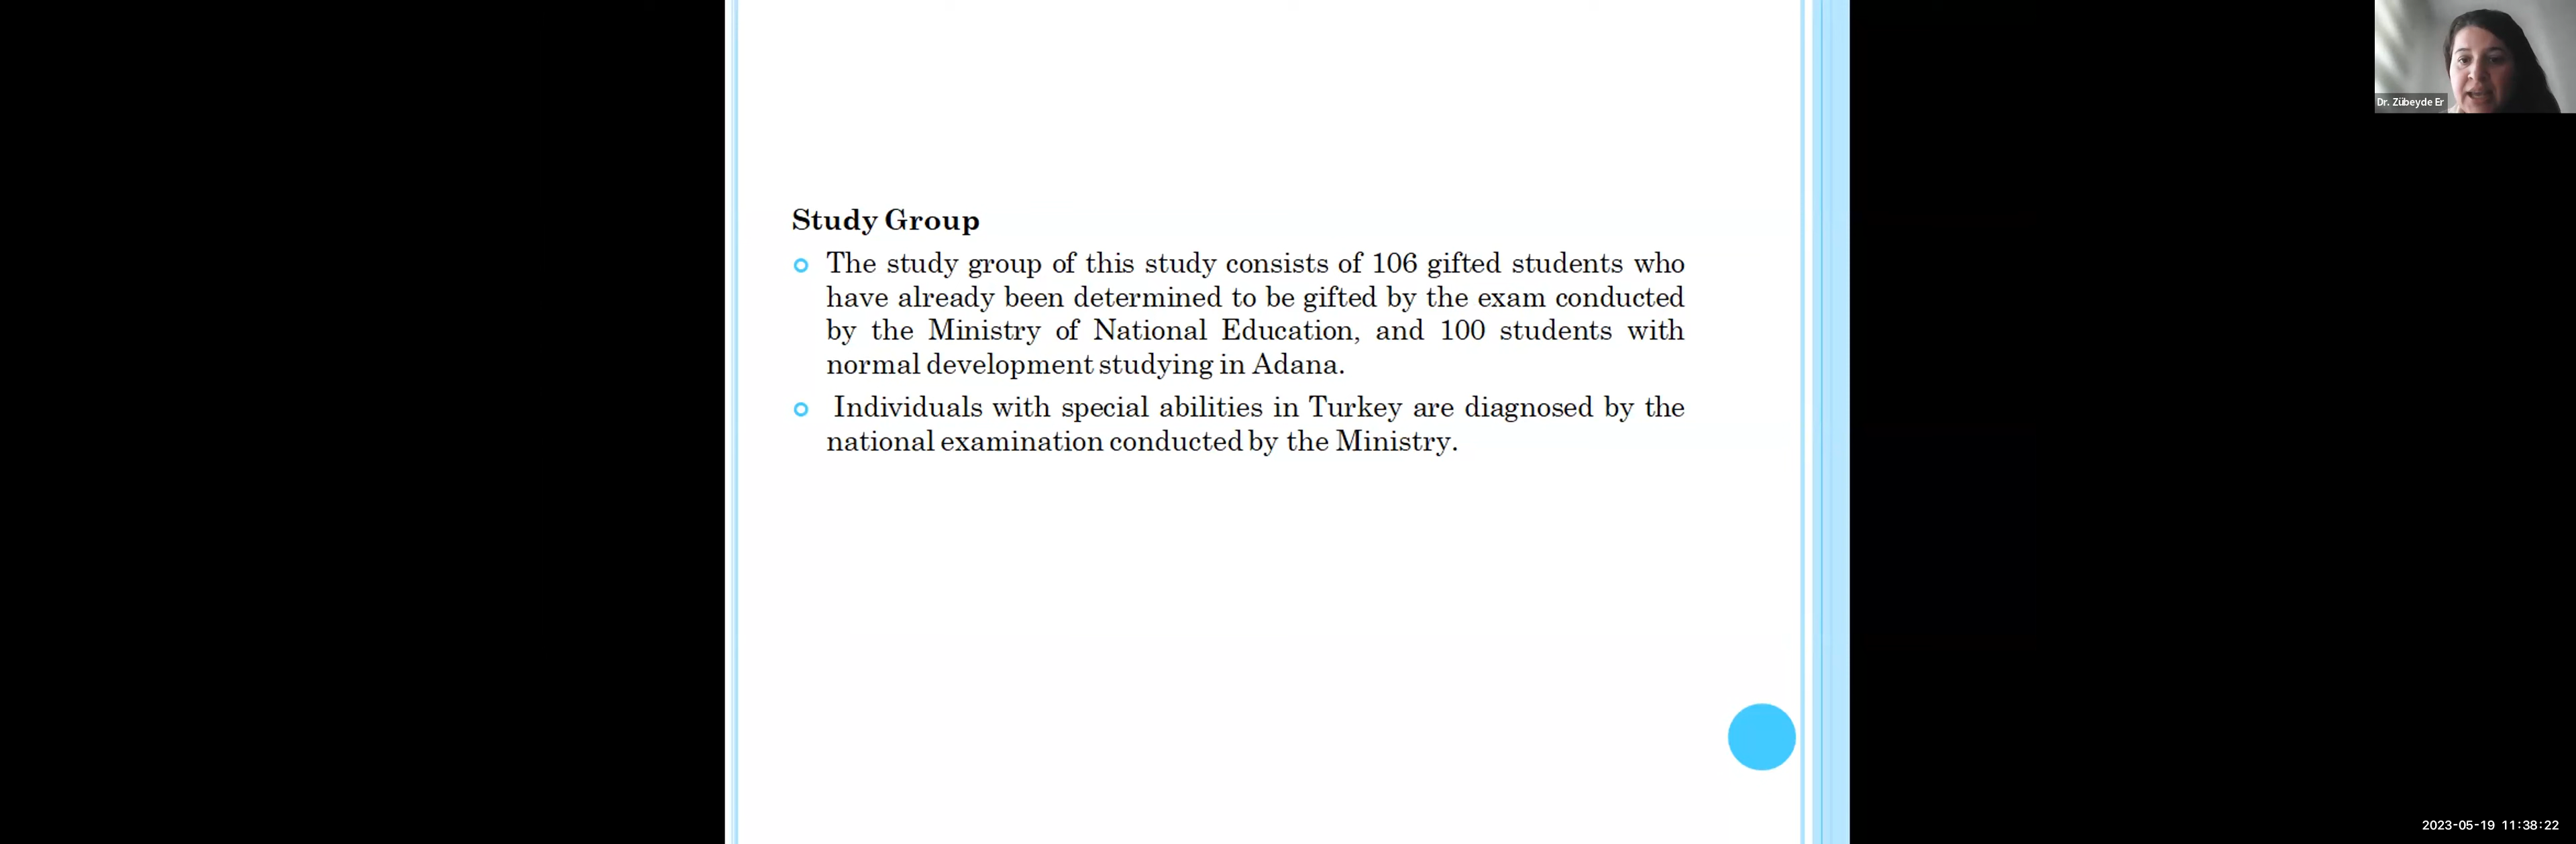 Dr. Zübeyde Er
Study Group
The study group of this study consists of 106 gifted students who
have already been determined to be gifted by the exam conducted
by the Ministry of National Education, and 100 students with
normal development studying in Adana.
Individuals with special abilities in Turkey are diagnosed by the
national examination conducted by the Ministry.
2023-05-19 11:38:22